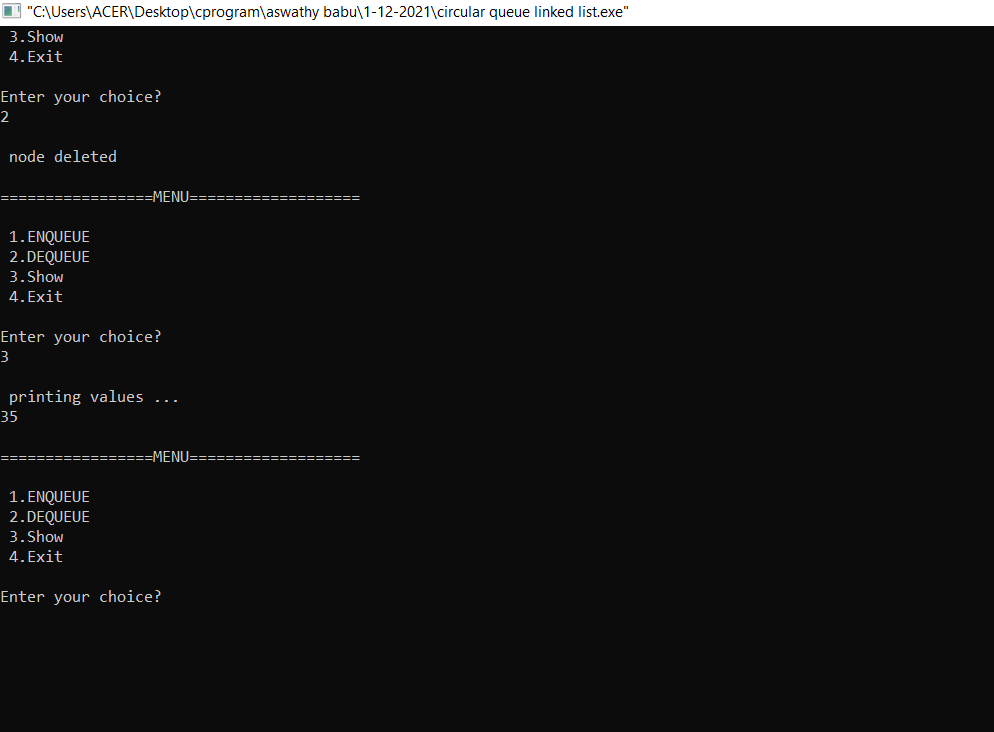 "C:\Users\ACER\Desktop\cprogram\aswathy babu\1-12-2021\circular queue linked list.exe"
3.Show
4.Exit
Enter your choice?
2
node deleted
=================MENU===================
1.ENQUEUE
2.DEQUEUE
3.Show
4.Exit
Enter your choice?
3
printing values ...
35
=================MENU===================
1.ENQUEUE
2.DEQUEUE
3.Show
4.Exit
Enter your choice?